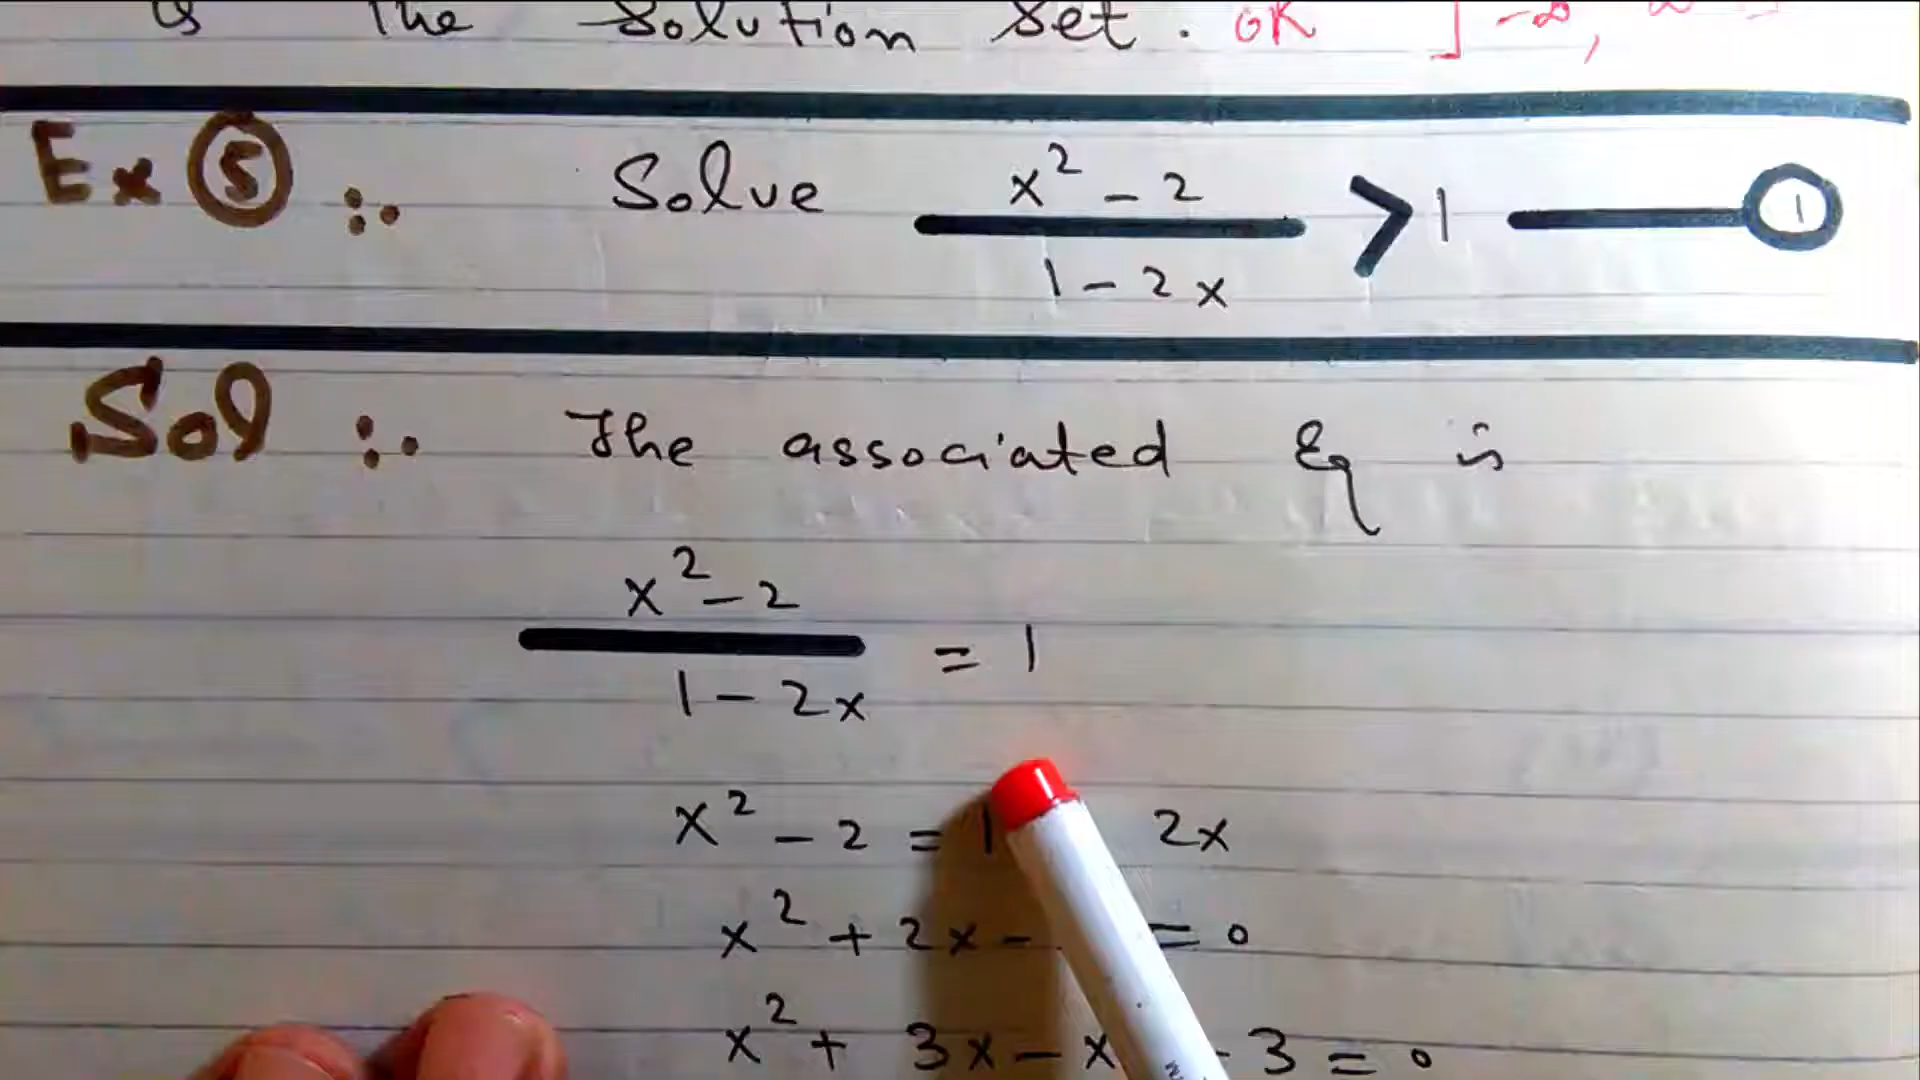 is the solution set. OK ]-∞,
Ex ⑤ :. Solve x² - 2 / 1 - 2x > 1 —— ①
Sol :. The associated Eq is
x² - 2 / 1 - 2x = 1
x² - 2 = 1 2x
x² + 2x - = 0
x² + 3x - x - 3 = 0